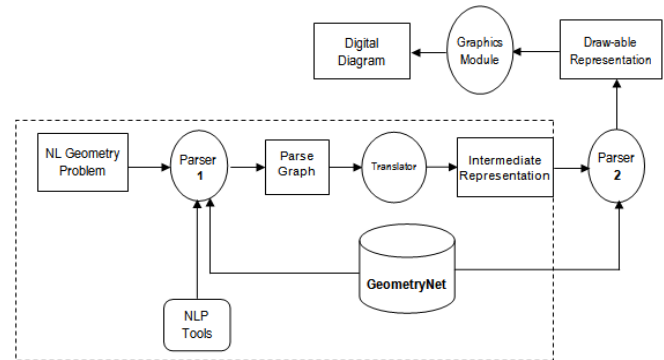 Digital
Diagram
Graphics
Module
Draw-able
Representation
NL Geometry
Problem
Parser
1
Parse
Graph
Translator
Intermediate
Representation
Parser
2
GeometryNet
NLP
Tools